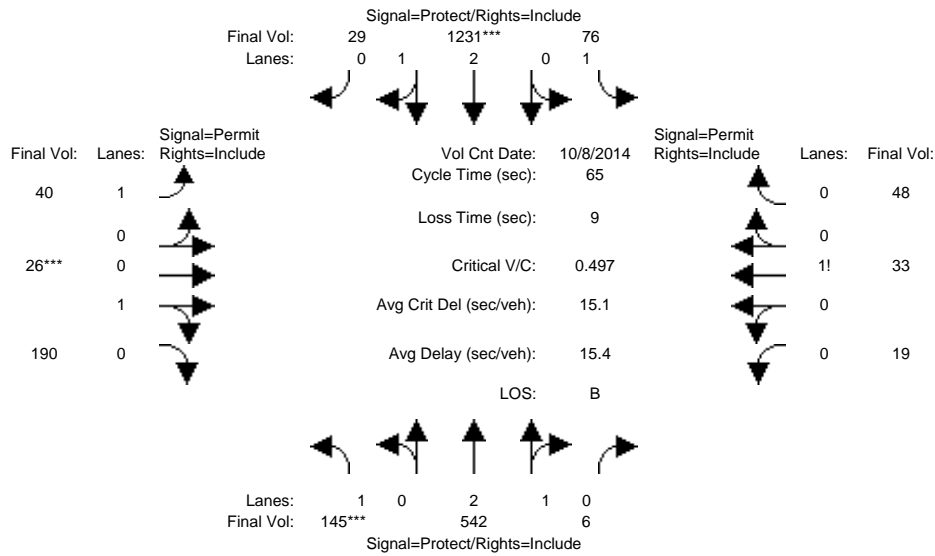 Signal=Protect/Rights=Include
Final Vol: 29 1231*** 76
Lanes: 0 1 2 0 1
Signal=Permit Signal=Permit
Final Vol: Lanes: Rights=Include Vol Cnt Date: 10/8/2014 Rights=Include Lanes: Final Vol:
Cycle Time (sec): 65
40 1 0 48
Loss Time (sec): 9
0 0
26*** 0 Critical V/C: 0.497 1! 33
1 Avg Crit Del (sec/veh): 15.1 0
190 0 Avg Delay (sec/veh): 15.4 0 19
LOS: B
Lanes: 1 0 2 1 0
Final Vol: 145*** 542 6
Signal=Protect/Rights=Include